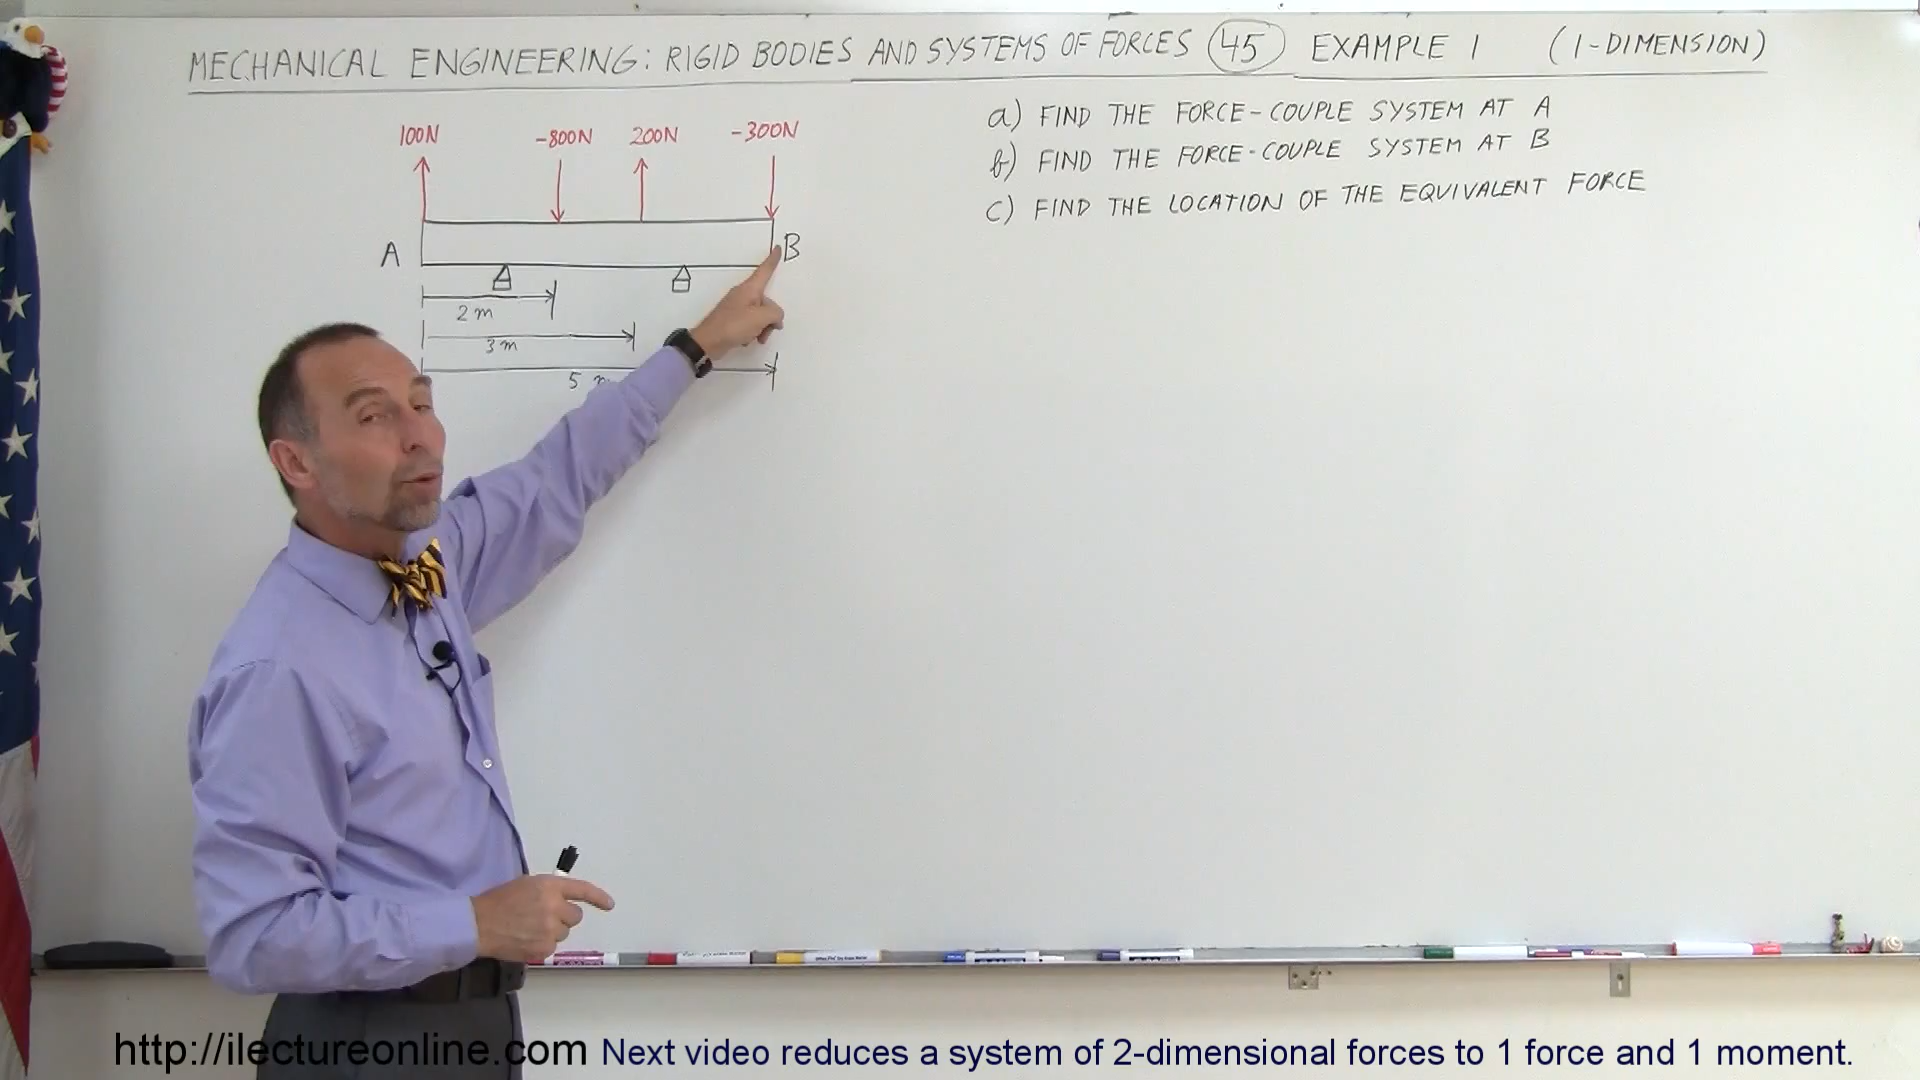 MECHANICAL ENGINEERING: RIGID BODIES AND SYSTEMS OF FORCES 45 EXAMPLE 1 (1-DIMENSION)
100N -800N 200N -300N
a) FIND THE FORCE-COUPLE SYSTEM AT A
b) FIND THE FORCE-COUPLE SYSTEM AT B
c) FIND THE LOCATION OF THE EQUIVALENT FORCE
A B
2 m
3 m
5 m
http://ilectureonline.com Next video reduces a system of 2-dimensional forces to 1 force and 1 moment.